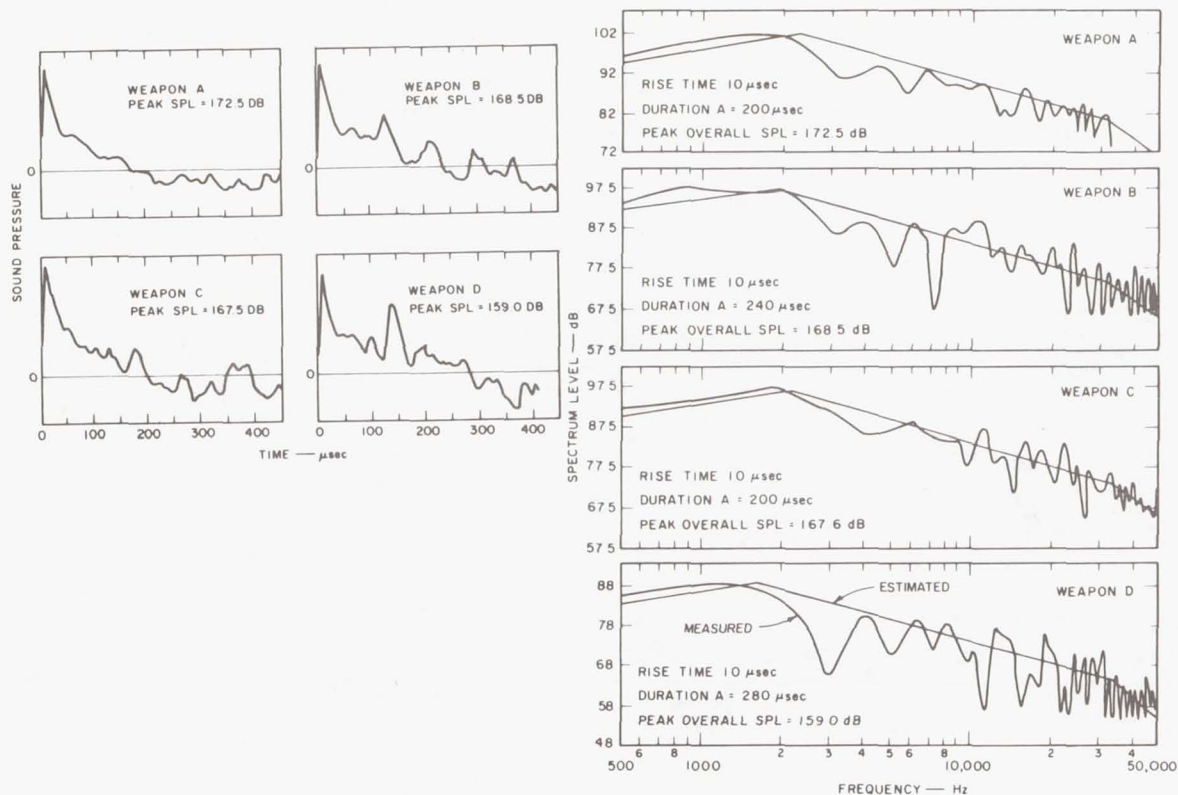 SOUND PRESSURE
WEAPON A
PEAK SPL = 172.5 DB
0
WEAPON B
PEAK SPL = 168.5 DB
0
WEAPON C
PEAK SPL = 167.5 DB
0
0 100 200 300 400
WEAPON D
PEAK SPL = 159.0 DB
0
0 100 200 300 400
TIME — µsec
SPECTRUM LEVEL — dB
102
92
82
72
WEAPON A
RISE TIME 10 µsec
DURATION A = 200 µsec
PEAK OVERALL SPL = 172.5 dB
97.5
87.5
77.5
67.5
57.5
WEAPON B
RISE TIME 10 µsec
DURATION A = 240 µsec
PEAK OVERALL SPL = 168.5 dB
97.5
87.5
77.5
67.5
57.5
WEAPON C
RISE TIME 10 µsec
DURATION A = 200 µsec
PEAK OVERALL SPL = 167.6 dB
88
78
68
58
48
WEAPON D
ESTIMATED
MEASURED
RISE TIME 10 µsec
DURATION A = 280 µsec
PEAK OVERALL SPL = 159.0 dB
6 8 2 3 4 5 6 8 2 3 4
500 1000 10,000 50,000
FREQUENCY — Hz